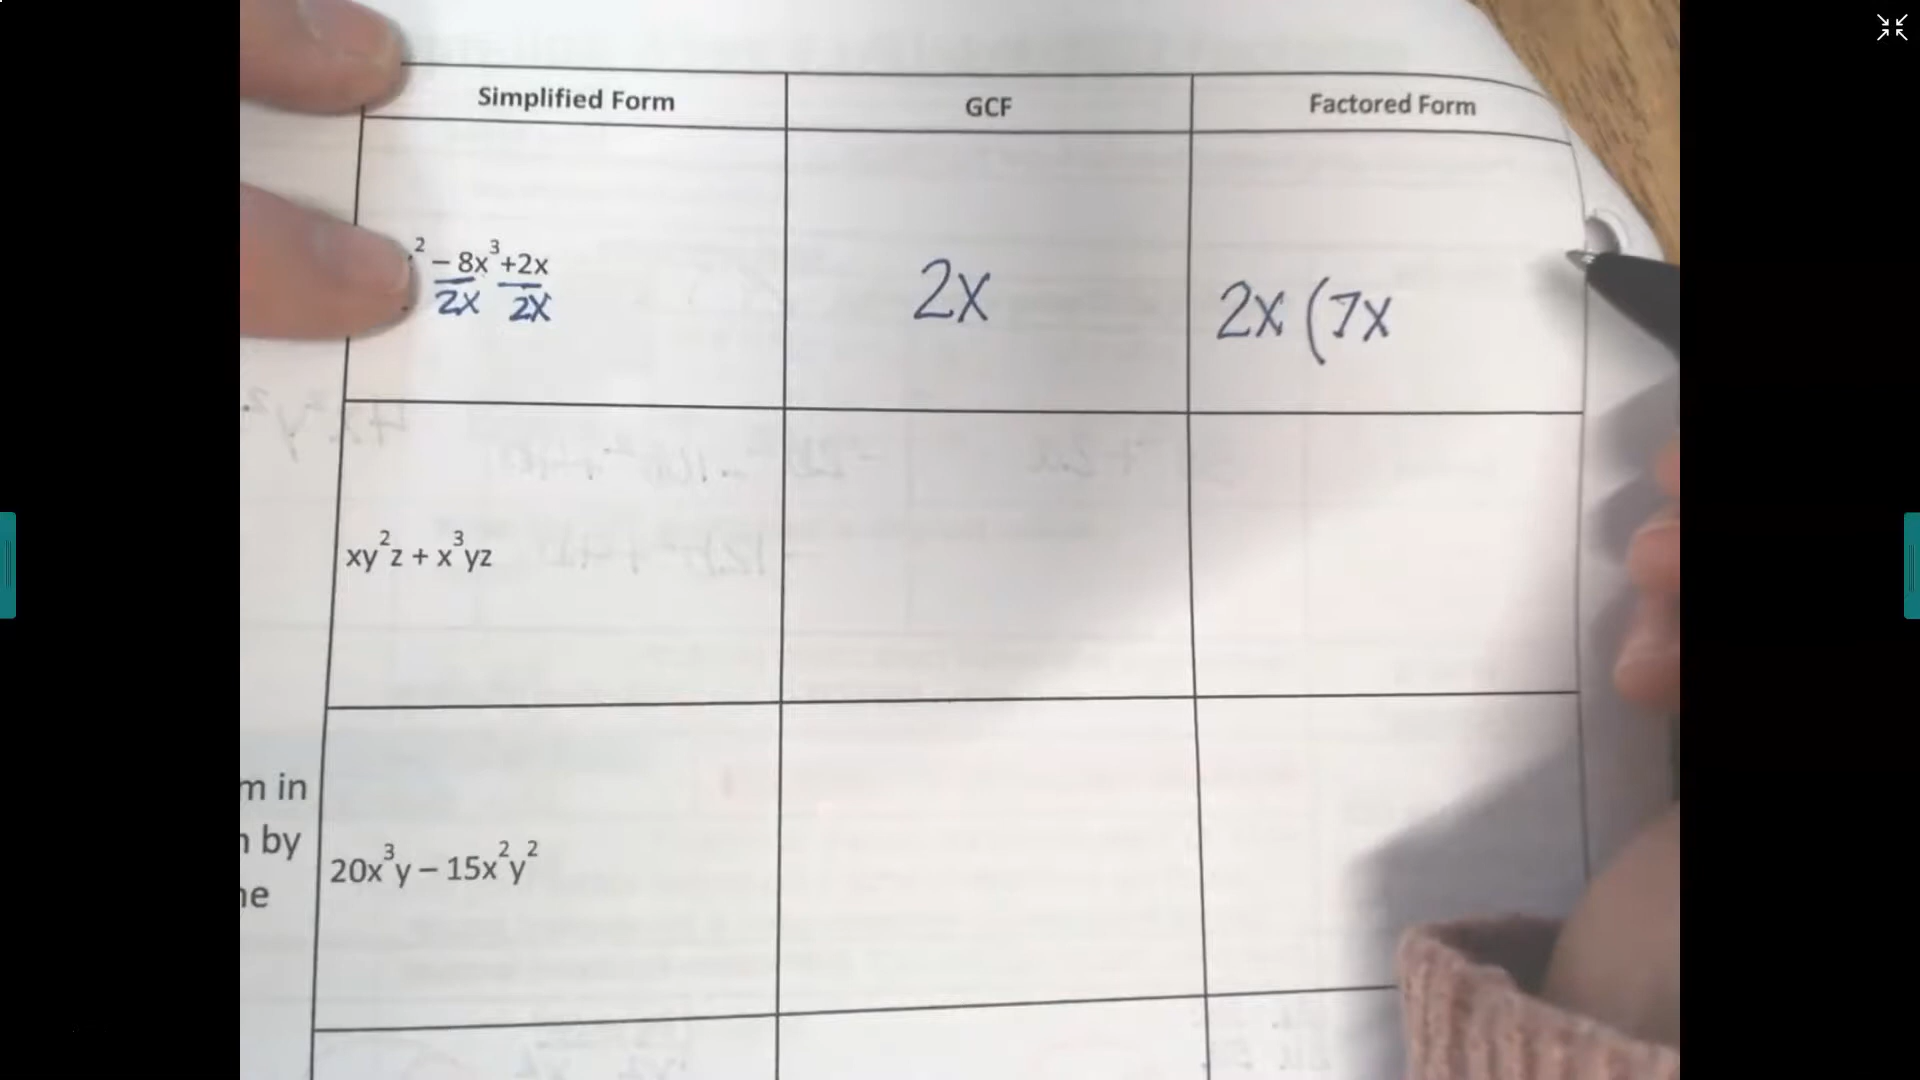 Simplified Form GCF Factored Form
² – 8x³+2x
2x 2x
2x
2x (7x
xy²z + x³yz
m in
by
20x³y – 15x²y²